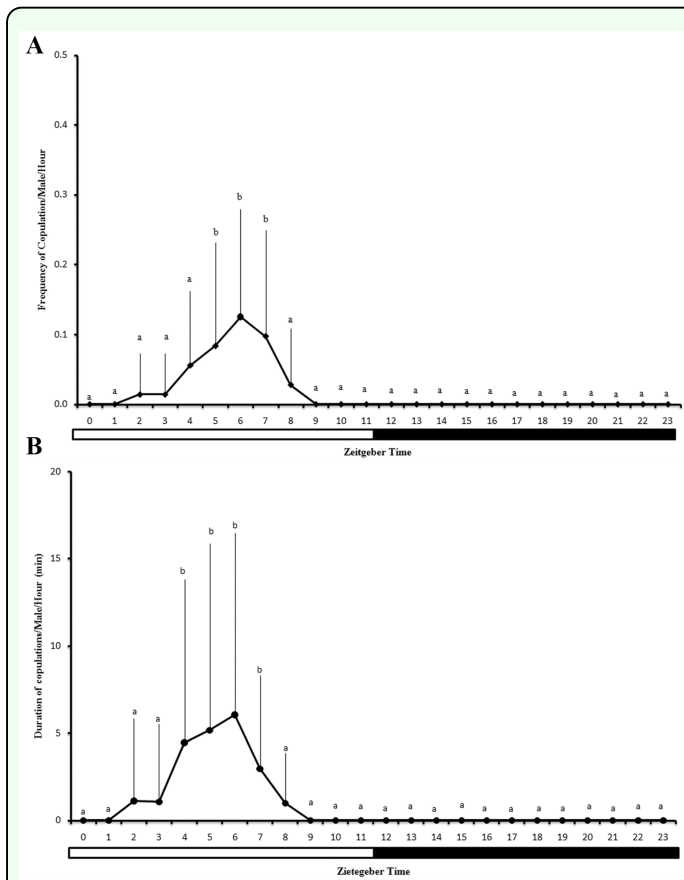 A
Frequency of Copulation/Male/Hour
0.5
0.4
0.3
0.2
0.1
0.0
a a a a a b b b a a a a a a a a a a a a a a a a
0 1 2 3 4 5 6 7 8 9 10 11 12 13 14 15 16 17 18 19 20 21 22 23
Zeitgeber Time
B
Duration of copulations/Male/Hour (min)
20
15
10
5
0
a a a a b b b b a a a a a a a a a a a a a a a a
0 1 2 3 4 5 6 7 8 9 10 11 12 13 14 15 16 17 18 19 20 21 22 23
Zietegeber Time